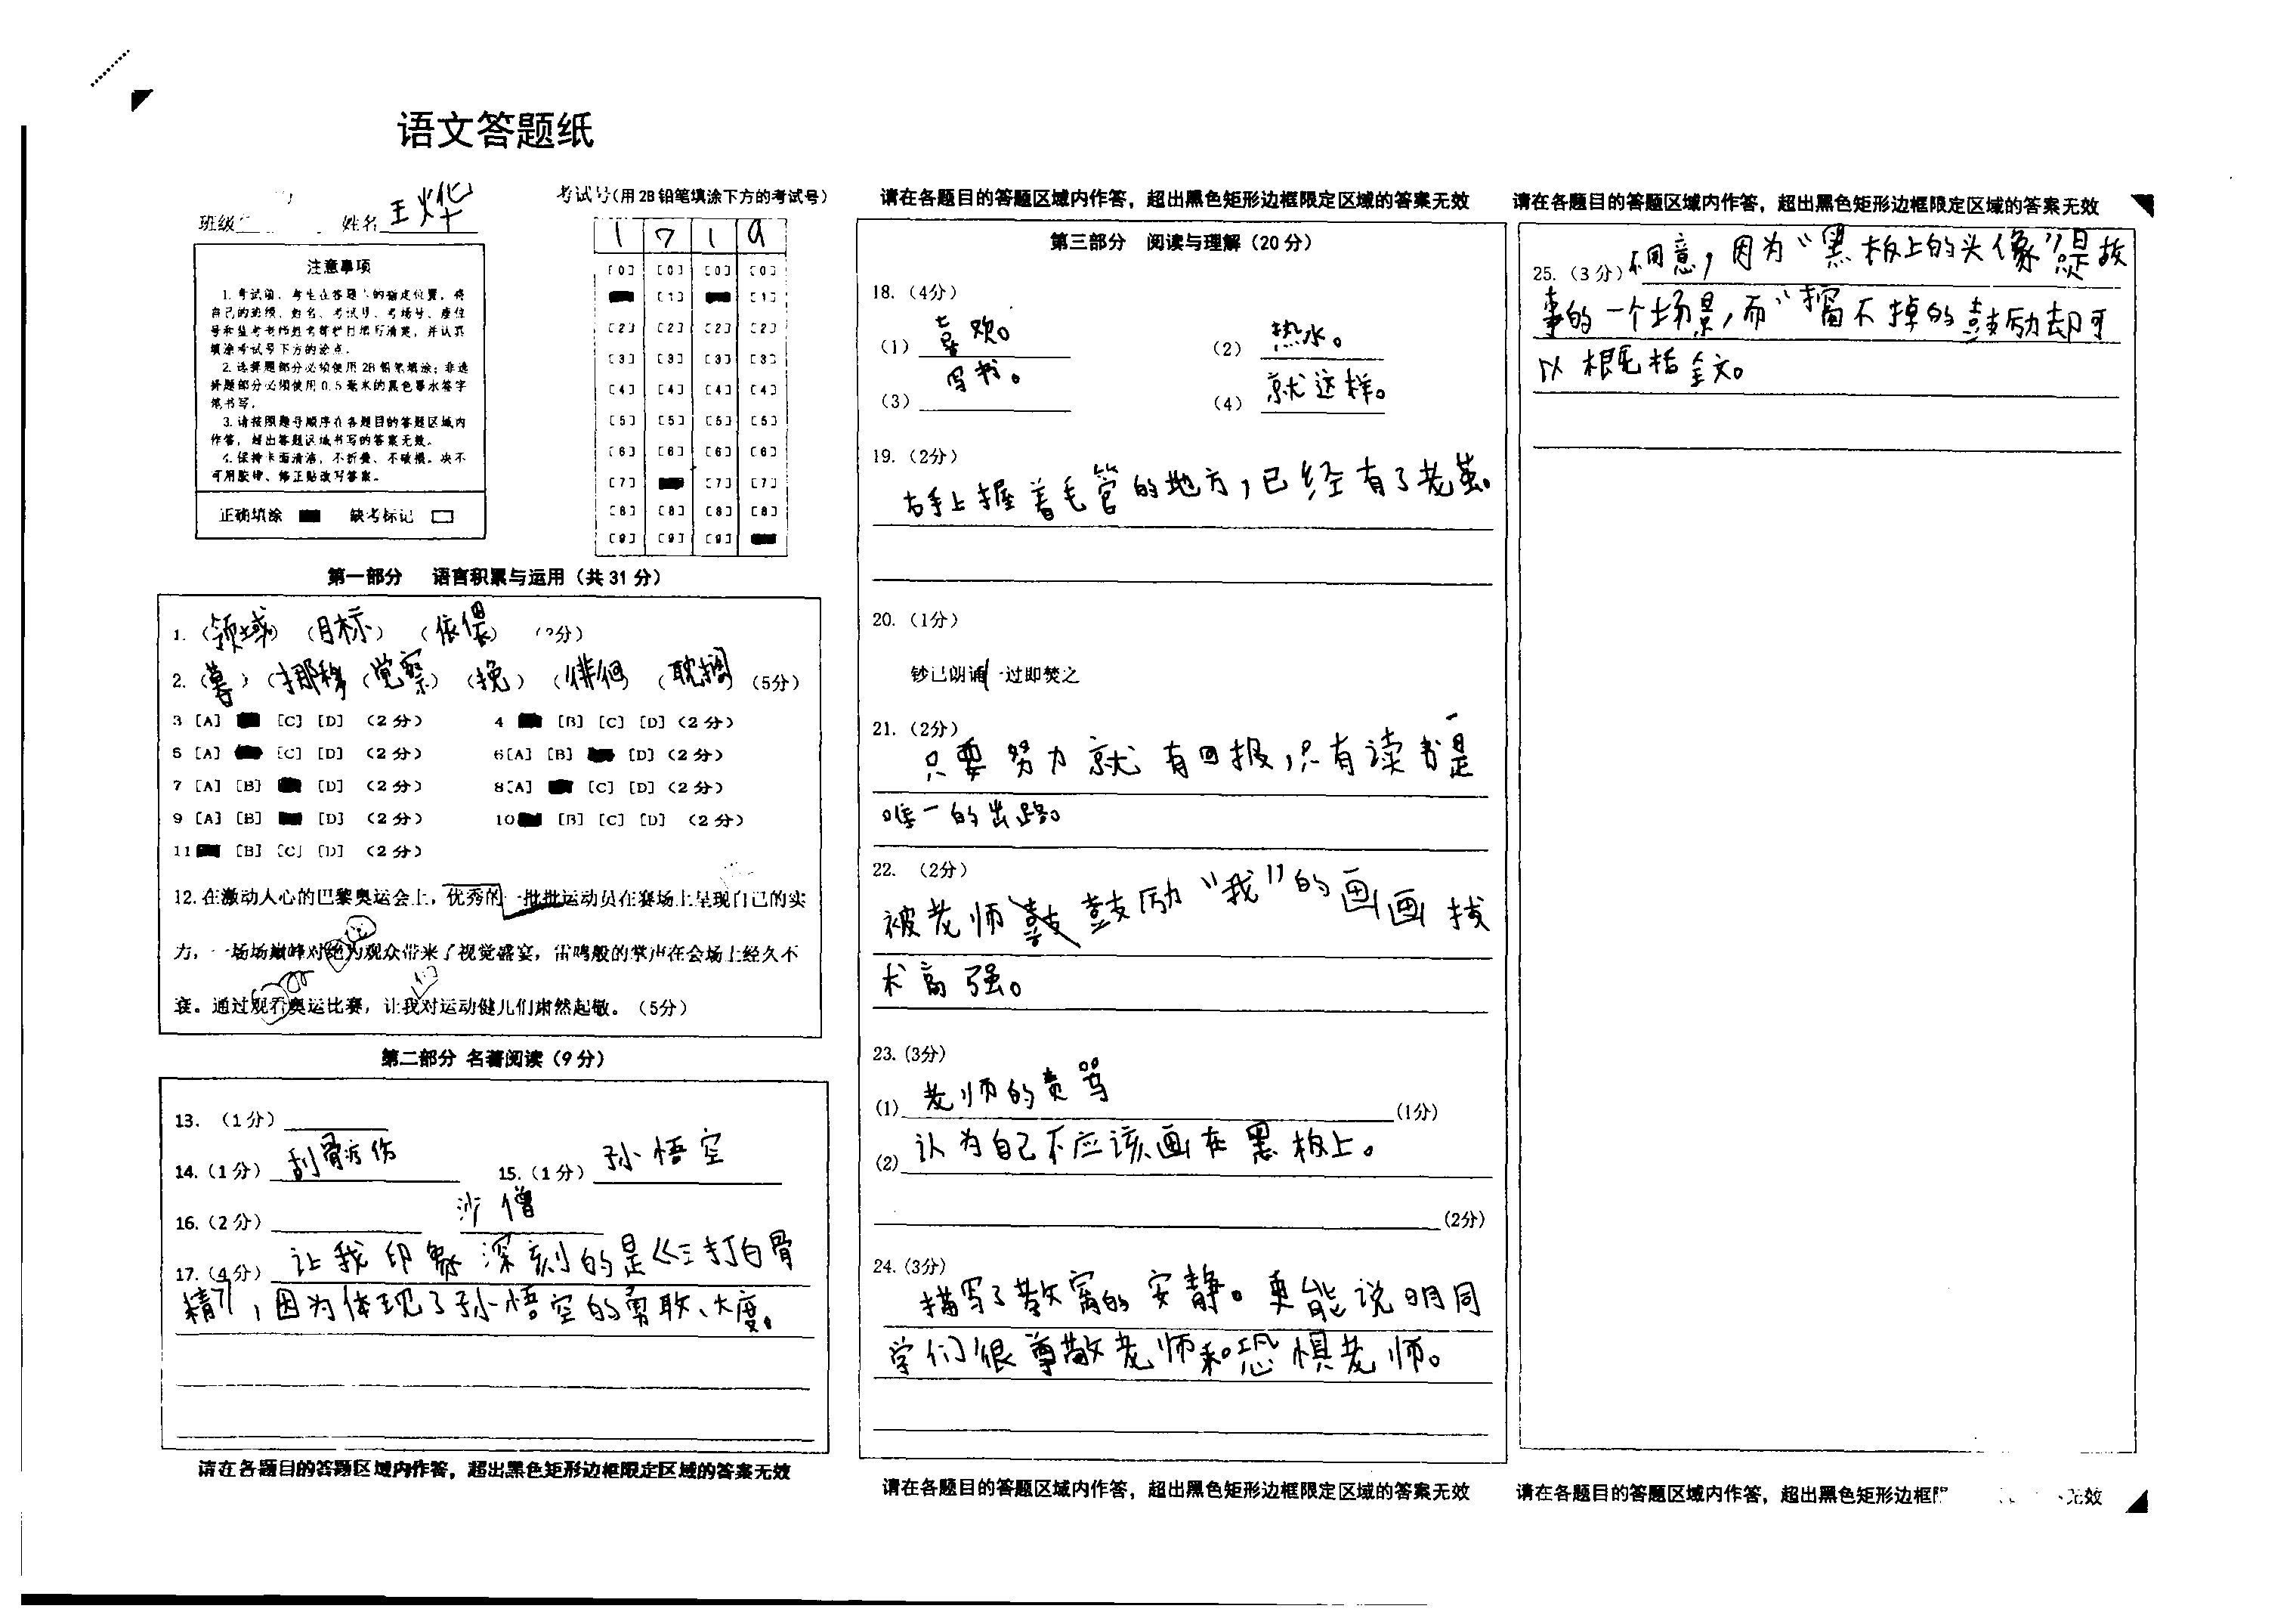 语文答题纸
班级 姓名 王烨
考试号(用2B铅笔填涂下方的考试号)
1 7 1 9
注意事项
1.考试前,考生在答题卡的指定位置,将
自己的班级、姓名、考试号、考场号、座位
号和监考老师姓名等栏目填写清楚,并认真
填涂考试号下方的涂点。
2.选择题部分必须使用2B铅笔填涂;非选
择题部分必须使用0.5毫米的黑色墨水签字
笔书写。
3.请按照题号顺序在各题目的答题区域内
作答,超出答题区域书写的答案无效。
4.保持卡面清洁,不折叠、不破损。决不
可用胶带、修正贴改写答案。
正确填涂 缺考标记
[0] [0] [0] [0]
[1] [1]
[2] [2] [2] [2]
[3] [3] [3] [3]
[4] [4] [4] [4]
[5] [5] [5] [5]
[6] [6] [6] [6]
[7] [7] [7]
[8] [8] [8] [8]
[9] [9] [9]
第一部分 语言积累与运用(共31分)
1.(领域)(目标)(依偎)
2.(暮)(挪移)(觉察)(挽)(徘徊)(耽搁)(5分)
3 [A] [C] [D] (2分) 4 [B] [C] [D] (2分)
5 [A] [C] [D] (2分) 6 [A] [B] [D] (2分)
7 [A] [B] [D] (2分) 8 [A] [C] [D] (2分)
9 [A] [B] [D] (2分) 10 [B] [C] [D] (2分)
11 [B] [C] [D] (2分)
12.在激动人心的巴黎奥运会上,优秀的一批批运动员在赛场上呈现自己的实
力,一场场巅峰对绝为观众带来了视觉盛宴,雷鸣般的掌声在会场上经久不
衰。通过观看奥运比赛,让我对运动健儿们肃然起敬。(5分)
第二部分 名著阅读(9分)
13.(1分)
14.(1分) 刮骨疗伤 15.(1分) 孙悟空
16.(2分) 沙僧
17.(4分) 让我印象深刻的是《三打白骨
精》,因为体现了孙悟空的勇敢、大度。
请在各题目的答题区域内作答,超出黑色矩形边框限定区域的答案无效
请在各题目的答题区域内作答,超出黑色矩形边框限定区域的答案无效
第三部分 阅读与理解(20分)
18.(4分)
(1) 喜欢。 (2) 热水。
(3) 写书。 (4) 就这样。
19.(2分)
右手上握着毛管的地方,已经有了老茧。
20.(1分)
钞已朗诵一过即焚之
21.(2分)
只要努力就有回报,只有读书是
唯一的出路。
22.(2分)
被老师鼓励“我”的画画技
术高强。
23.(3分)
(1) 老师的责骂 (1分)
(2) 认为自己不应该画在黑板上。
(2分)
24.(3分)
描写了教室的安静。更能说明同
学们很尊敬老师和恐惧老师。
请在各题目的答题区域内作答,超出黑色矩形边框限定区域的答案无效
请在各题目的答题区域内作答,超出黑色矩形边框限定区域的答案无效
25.(3分) 不同意,因为“黑板上的头像”是故
事的一个场景,而“擦不掉的鼓励却可
以概括全文。
请在各题目的答题区域内作答,超出黑色矩形边框 无效